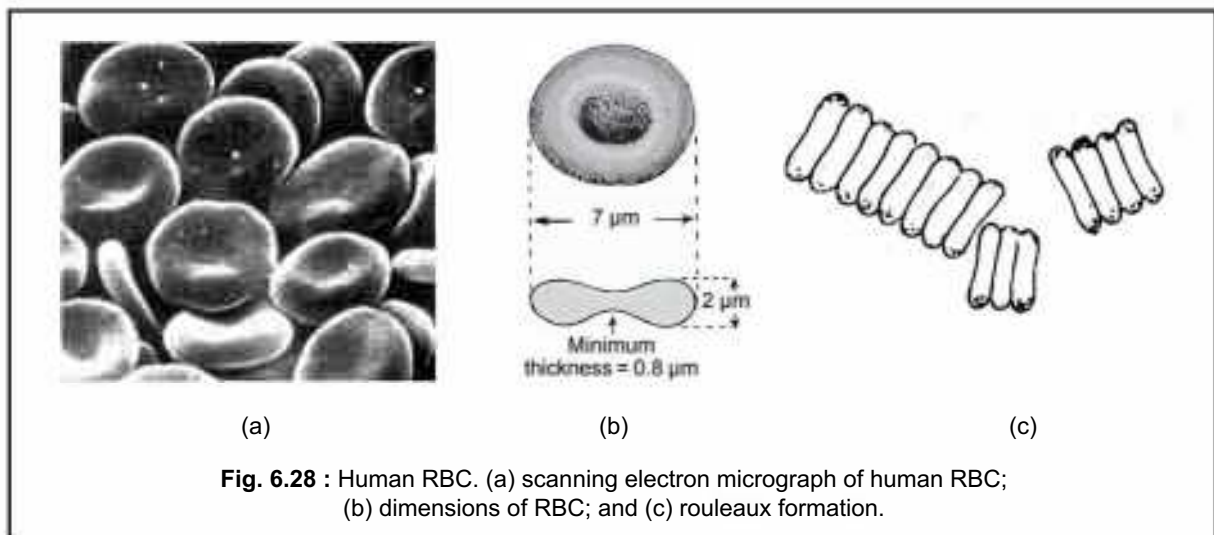 7 µm
2 µm
Minimum
thickness = 0.8 µm
(a)
(b)
(c)
Fig. 6.28 : Human RBC. (a) scanning electron micrograph of human RBC;
(b) dimensions of RBC; and (c) rouleaux formation.